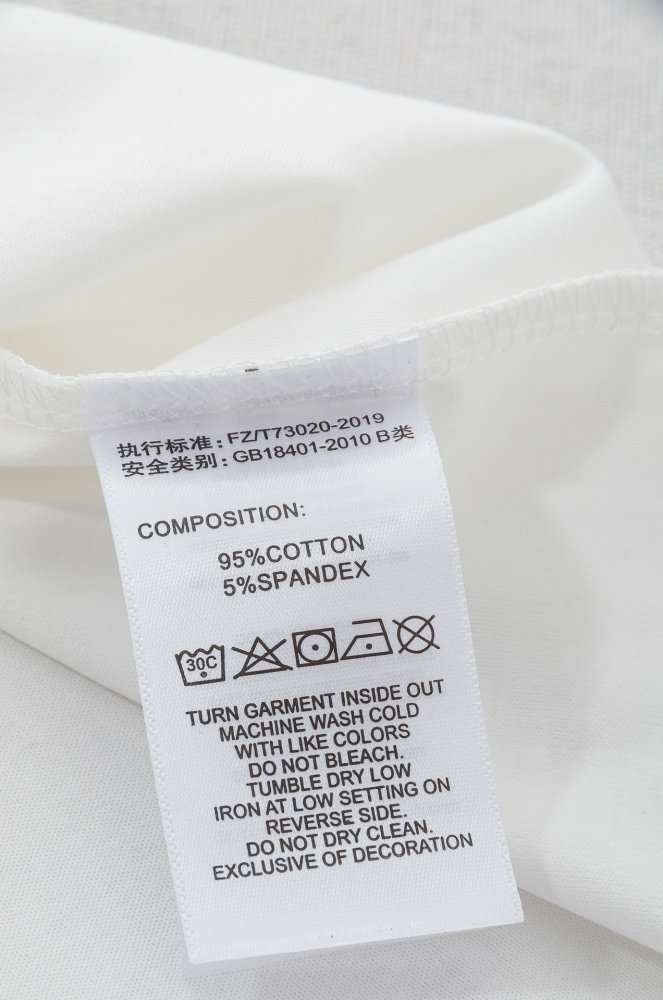 执行标准：FZ/T73020-2019
安全类别：GB18401-2010 B类
COMPOSITION:
95%COTTON
5%SPANDEX
30C
TURN GARMENT INSIDE OUT
MACHINE WASH COLD
WITH LIKE COLORS
DO NOT BLEACH.
TUMBLE DRY LOW
IRON AT LOW SETTING ON
REVERSE SIDE.
DO NOT DRY CLEAN.
EXCLUSIVE OF DECORATION